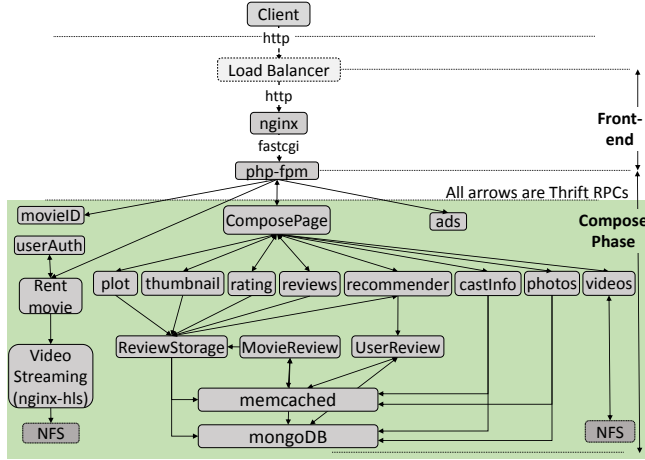 Client
http
Load Balancer
http
nginx
Front-
end
fastcgi
php-fpm
All arrows are Thrift RPCs
movieID
ComposePage
ads
Compose
Phase
userAuth
Rent
movie
plot
thumbnail
rating
reviews
recommender
castInfo
photos
videos
ReviewStorage
MovieReview
UserReview
Video
Streaming
(nginx-hls)
memcached
NFS
mongoDB
NFS